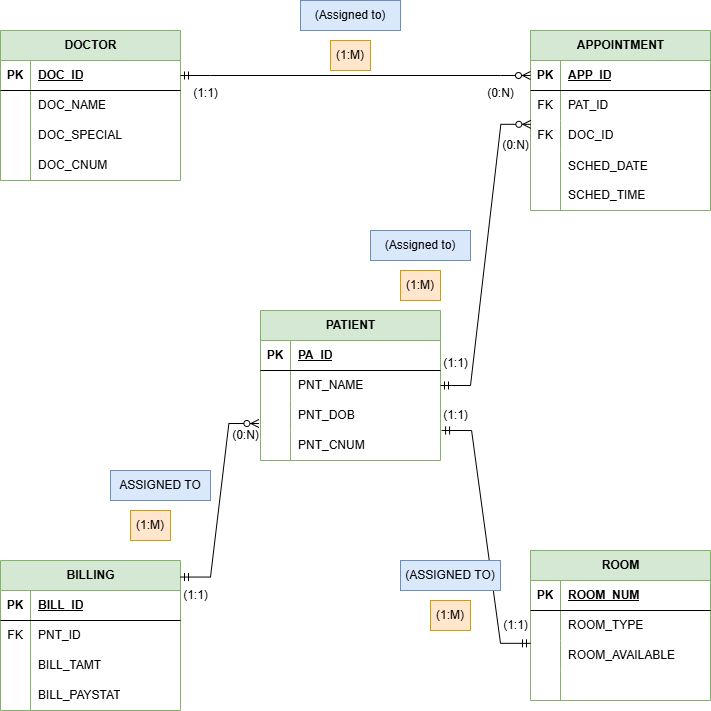 (Assigned to)
(1:M)
DOCTOR
PK DOC_ID
DOC_NAME
DOC_SPECIAL
DOC_CNUM
(1:1)
(0:N)
APPOINTMENT
PK APP_ID
FK PAT_ID
FK DOC_ID
SCHED_DATE
SCHED_TIME
(0:N)
(Assigned to)
(1:M)
PATIENT
PK PA_ID
PNT_NAME
PNT_DOB
PNT_CNUM
(1:1)
(1:1)
(0:N)
ASSIGNED TO
(1:M)
BILLING
PK BILL_ID
FK PNT_ID
BILL_TAMT
BILL_PAYSTAT
(1:1)
(ASSIGNED TO)
(1:M)
(1:1)
ROOM
PK ROOM_NUM
ROOM_TYPE
ROOM_AVAILABLE